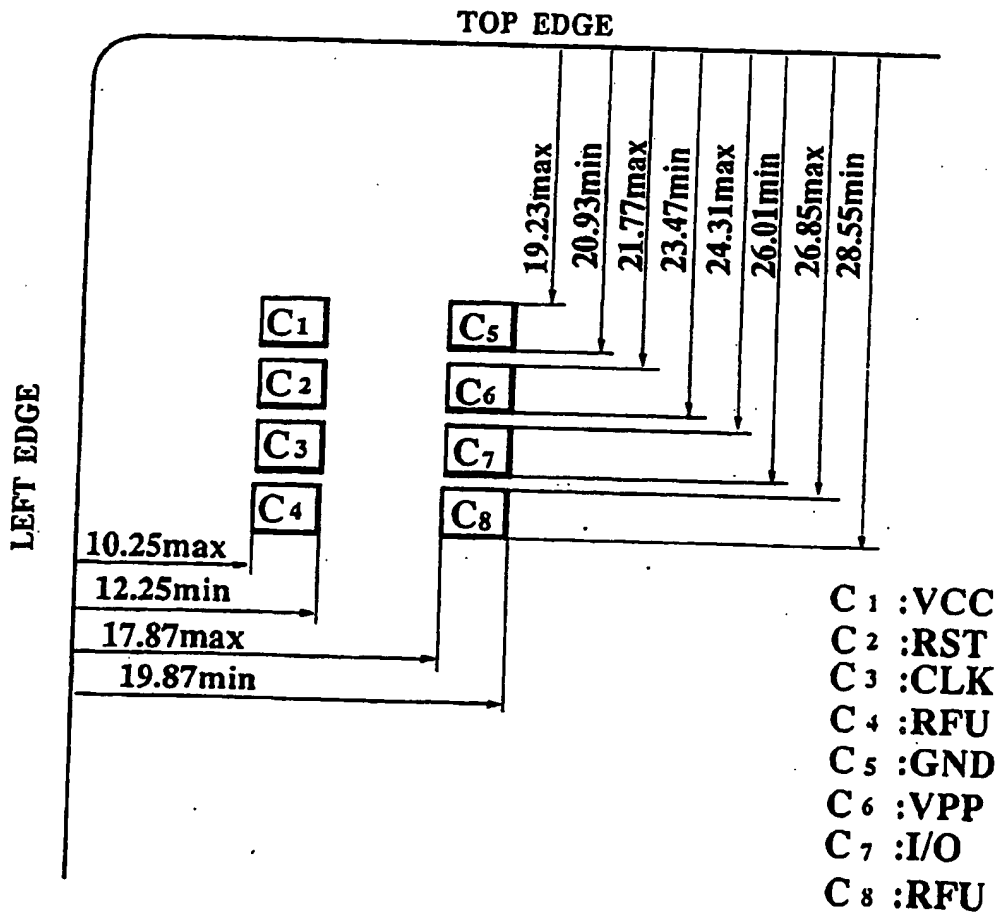 TOP EDGE
19.23max
20.93min
21.77max
23.47min
24.31max
26.01min
26.85max
28.55min
C1
C5
C2
C6
C3
C7
C4
C8
LEFT EDGE
10.25max
12.25min
17.87max
19.87min
C1 :VCC
C2 :RST
C3 :CLK
C4 :RFU
C5 :GND
C6 :VPP
C7 :I/O
C8 :RFU